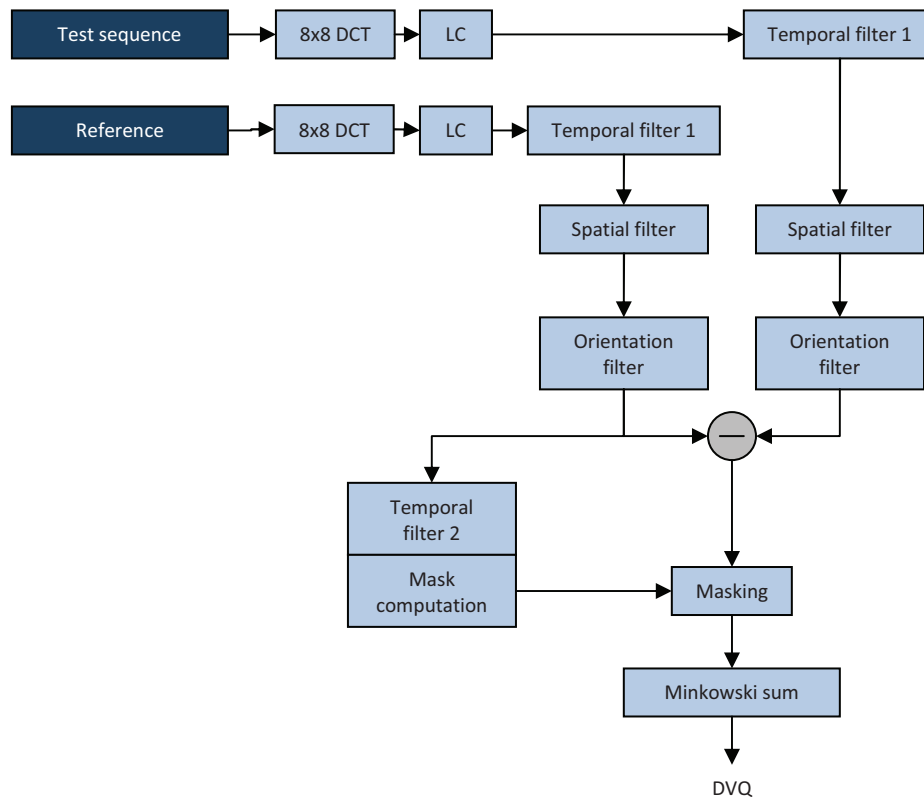 Test sequence
8x8 DCT
LC
Temporal filter 1
Reference
8x8 DCT
LC
Temporal filter 1
Spatial filter
Spatial filter
Orientation
filter
Orientation
filter
Temporal
filter 2
Mask
computation
Masking
Minkowski sum
DVQ